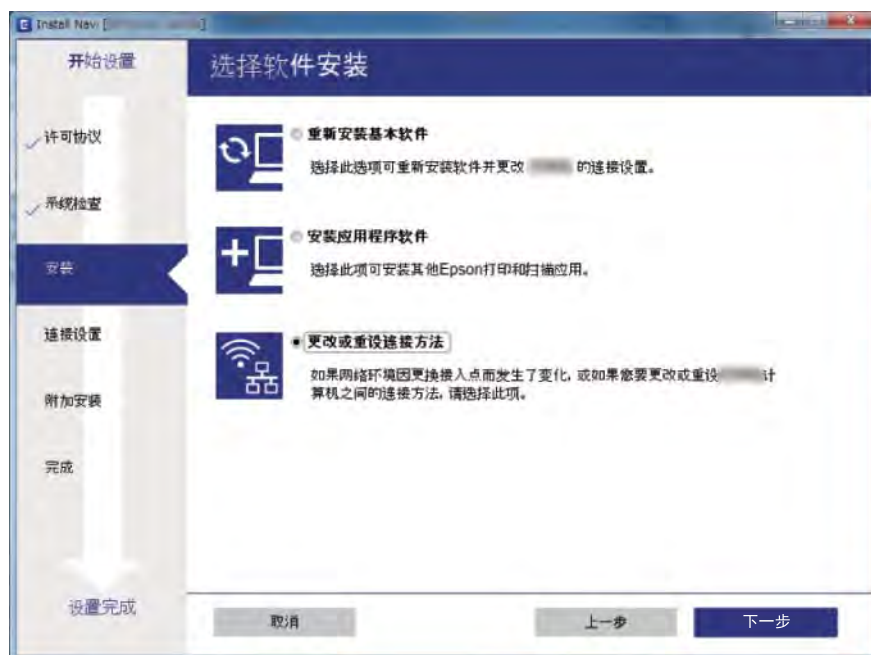 Install Navi [
]
开始设置
选择软件安装
许可协议
系统检查
安装
连接设置
附加安装
完成
设置完成
重新安装基本软件
选择此选项可重新安装软件并更改 的连接设置。
安装应用程序软件
选择此项可安装其他Epson打印和扫描应用。
更改或重设连接方法
如果网络环境因更换接入点而发生了变化, 或如果您要更改或重设 计
算机之间的连接方法, 请选择此项。
取消
上一步
下一步